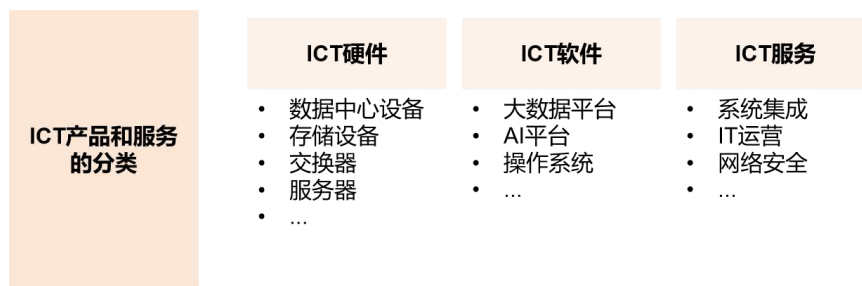 ICT产品和服务
的分类
ICT硬件
• 数据中心设备
• 存储设备
• 交换器
• 服务器
• ...
ICT软件
• 大数据平台
• AI平台
• 操作系统
• ...
ICT服务
• 系统集成
• IT运营
• 网络安全
• ...